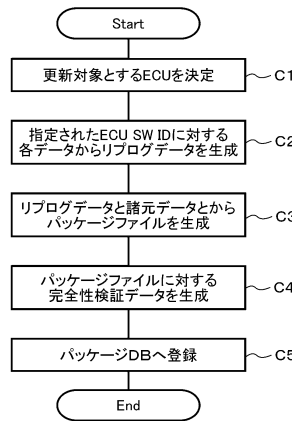 Start
更新対象とするECUを決定
C1
指定されたECU SW IDに対する
各データからリプログデータを生成
C2
リプログデータと諸元データとから
パッケージファイルを生成
C3
パッケージファイルに対する
完全性検証データを生成
C4
パッケージDBへ登録
C5
End